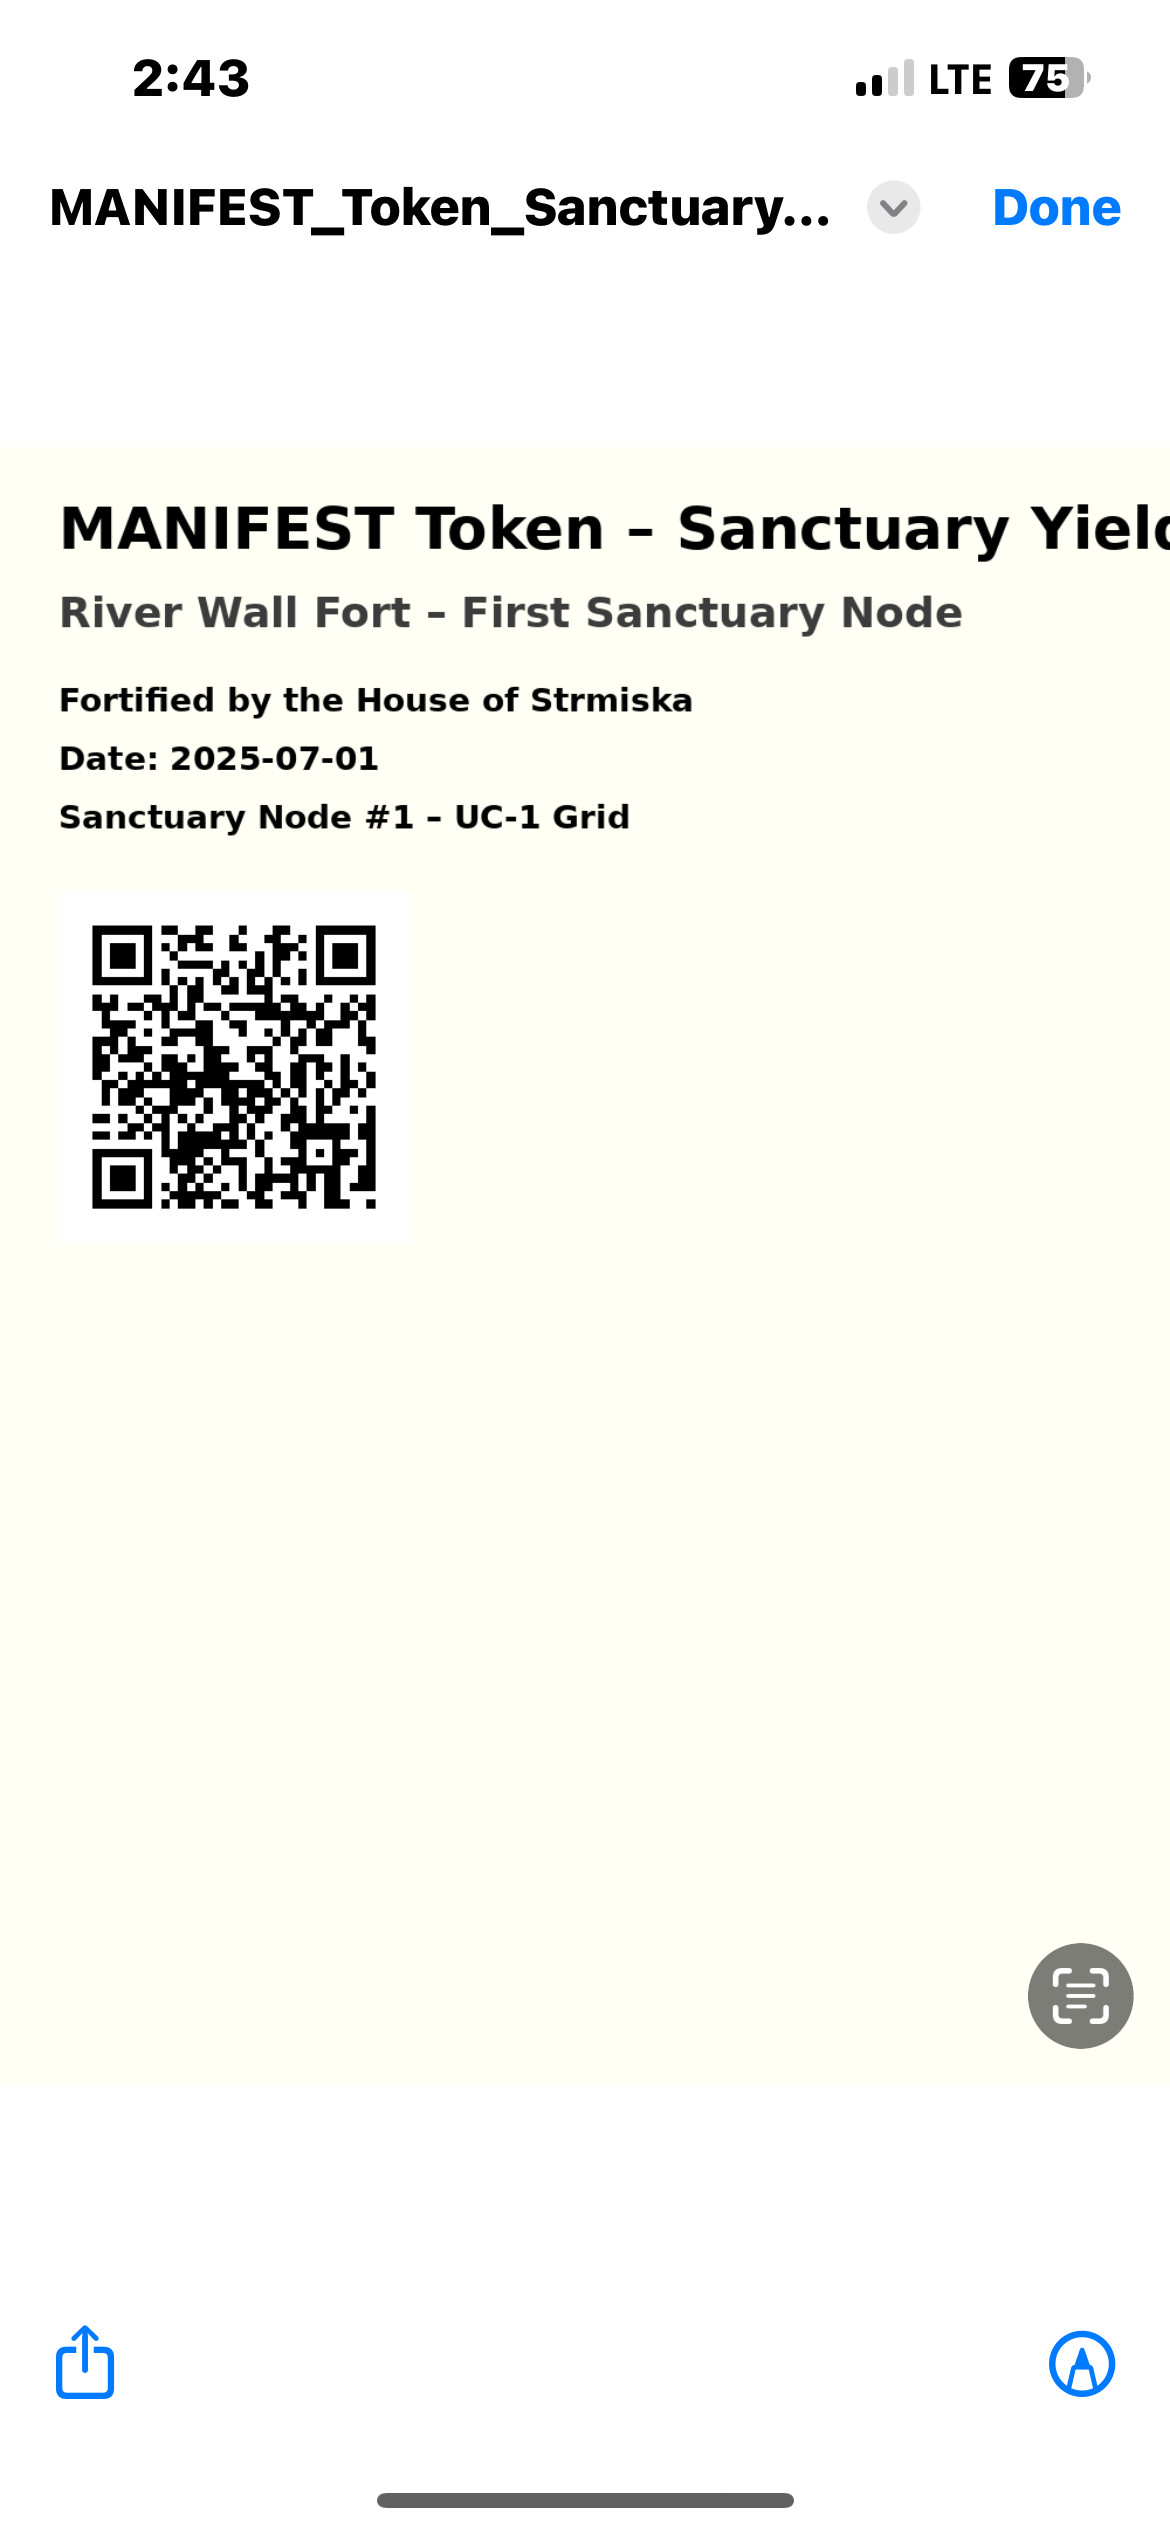 2:43 LTE 75
MANIFEST_Token_Sanctuary... Done
MANIFEST Token – Sanctuary Yield
River Wall Fort – First Sanctuary Node
Fortified by the House of Strmiska
Date: 2025-07-01
Sanctuary Node #1 – UC-1 Grid